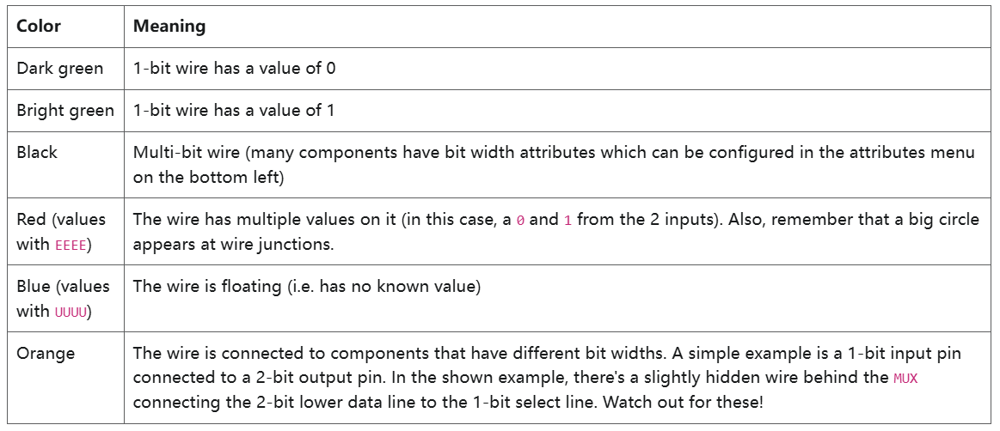 Color Meaning
Dark green 1-bit wire has a value of 0
Bright green 1-bit wire has a value of 1
Black Multi-bit wire (many components have bit width attributes which can be configured in the attributes menu
on the bottom left)
Red (values The wire has multiple values on it (in this case, a 0 and 1 from the 2 inputs). Also, remember that a big circle
with EEEE) appears at wire junctions.
Blue (values The wire is floating (i.e. has no known value)
with UUUU)
Orange The wire is connected to components that have different bit widths. A simple example is a 1-bit input pin
connected to a 2-bit output pin. In the shown example, there's a slightly hidden wire behind the MUX
connecting the 2-bit lower data line to the 1-bit select line. Watch out for these!